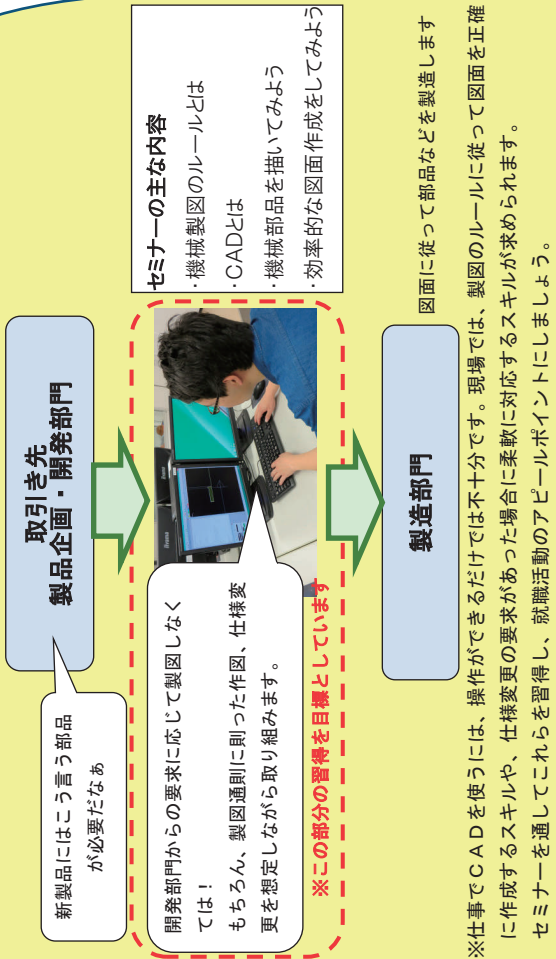 取引き先
製品企画・開発部門
新製品にはこう言う部品
が必要だなぁ
開発部門からの要求に応じて製図しなく
ては！
もちろん、製図通則に則った作図、仕様変
更を想定しながら取り組みます。
※この部分の習得を目標としています
セミナーの主な内容
・機械製図のルールとは
・CADとは
・機械部品を描いてみよう
・効率的な図面作成をしてみよう
製造部門
図面に従って部品などを製造します
※仕事でＣＡＤを使うには、操作ができるだけでは不十分です。現場では、製図のルールに従って図面を正確
に作成するスキルや、仕様変更の要求があった場合に柔軟に対応するスキルが求められます。
セミナーを通してこれらを習得し、就職活動のアピールポイントにしましょう。